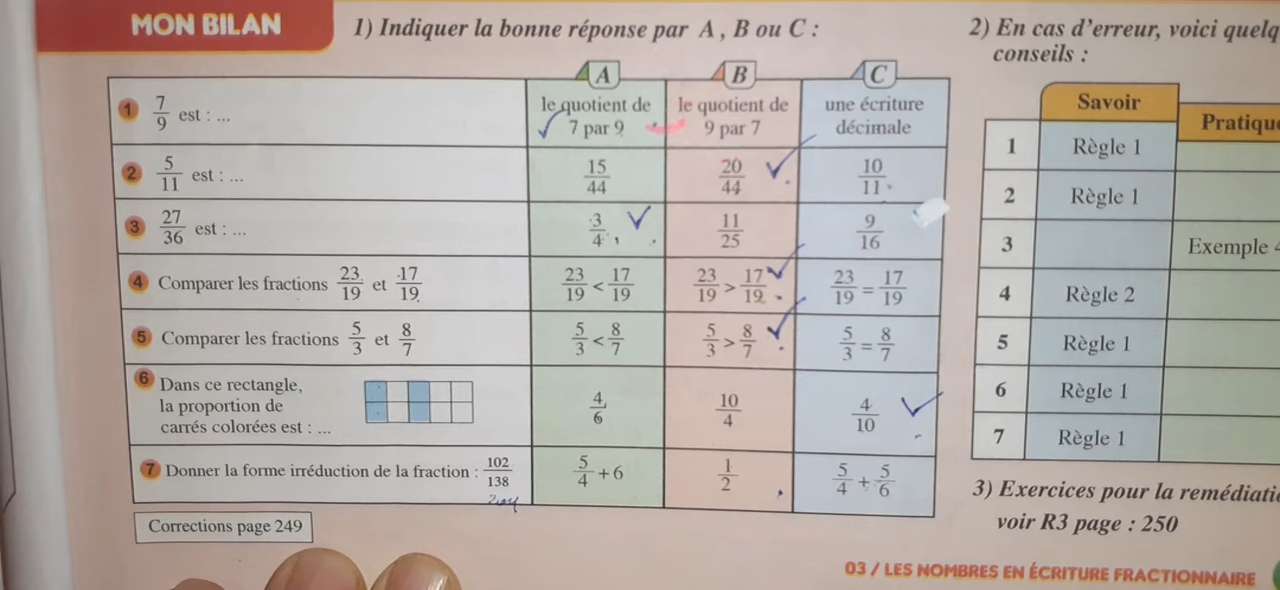 MON BILAN
1) Indiquer la bonne réponse par A , B ou C :
A B C
le quotient de 7 par 9
le quotient de 9 par 7
une écriture décimale
1 7/9 est : ...
2 5/11 est : ... 15/44 20/44 10/11
3 27/36 est : ... 3/4 11/25 9/16
4 Comparer les fractions 23/19 et 17/19 23/19 < 17/19 23/19 > 17/19 23/19 = 17/19
5 Comparer les fractions 5/3 et 8/7 5/3 < 8/7 5/3 > 8/7 5/3 = 8/7
6 Dans ce rectangle,
la proportion de
carrés colorées est : ... 4/6 10/4 4/10
7 Donner la forme irréduction de la fraction : 102/138 5/4 + 6 1/2 5/4 + 5/6
Corrections page 249
2) En cas d'erreur, voici quelq
conseils :
Savoir Pratique
1 Règle 1
2 Règle 1
3 Exemple 4
4 Règle 2
5 Règle 1
6 Règle 1
7 Règle 1
3) Exercices pour la remédiati
voir R3 page : 250
03 / LES NOMBRES EN ÉCRITURE FRACTIONNAIRE